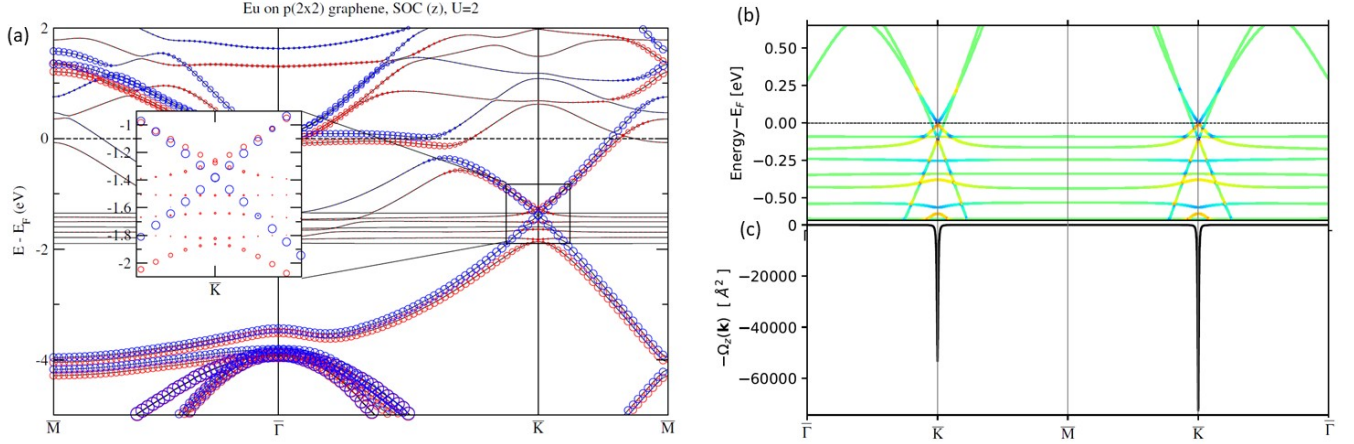 Eu on p(2x2) graphene, SOC (z), U=2
(a)
E - E_F (eV)
2
0
-2
-4
M̅
Γ̅
K̅
M̅
-1
-1.2
-1.4
-1.6
-1.8
-2
K̅
(b)
Energy−E_F [eV]
0.50
0.25
0.00
−0.25
−0.50
(c)
−Ω_z(k) [ Å² ]
0
−20000
−40000
−60000
Γ̅
K̅
M̅
K̅
Γ̅